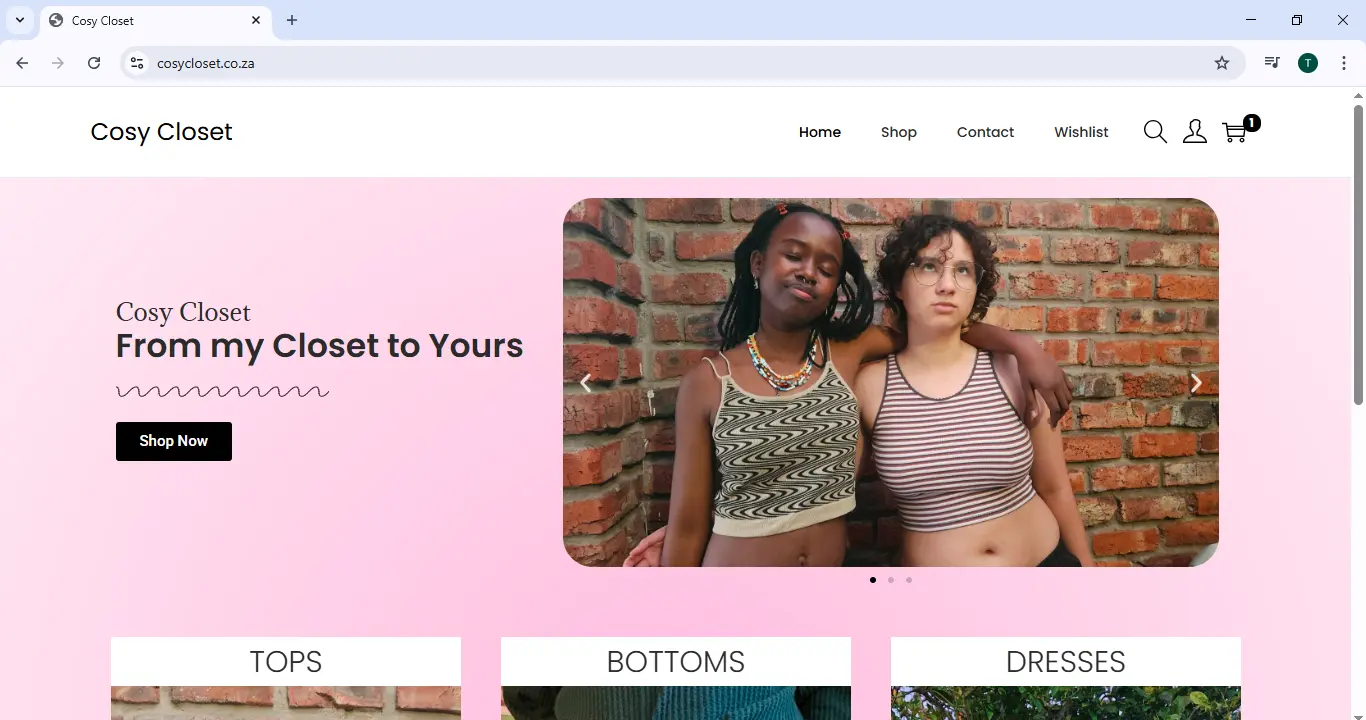 Cosy Closet
cosycloset.co.za
T
Cosy Closet
Home Shop Contact Wishlist 1
Cosy Closet
From my Closet to Yours
Shop Now
TOPS BOTTOMS DRESSES